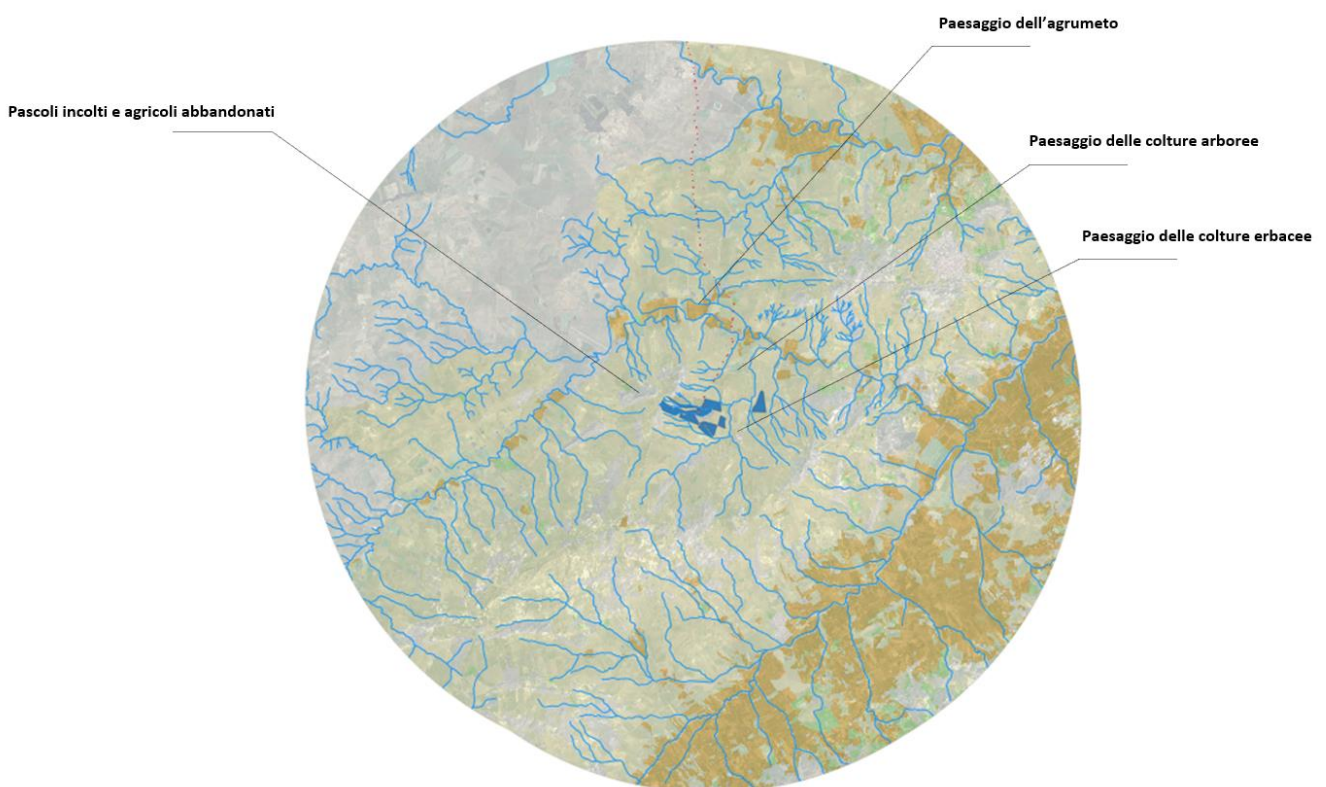 Paesaggio dell’agrumeto
Pascoli incolti e agricoli abbandonati
Paesaggio delle colture arboree
Paesaggio delle colture erbacee